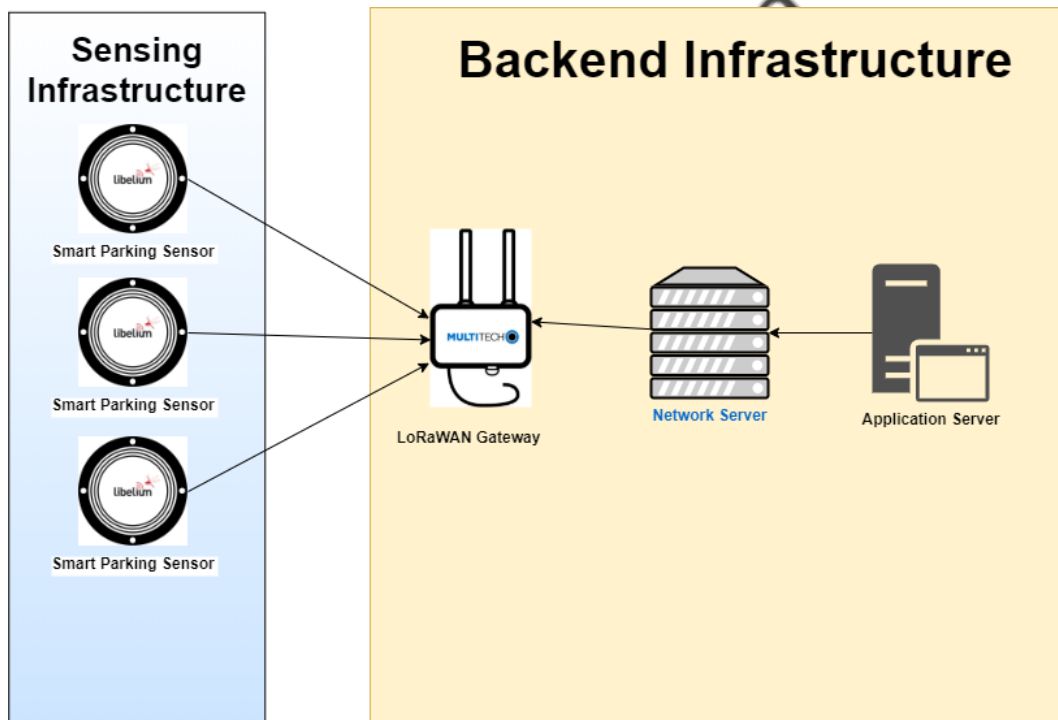 Sensing
Infrastructure
libelium
Smart Parking Sensor
libelium
Smart Parking Sensor
libelium
Smart Parking Sensor
Backend Infrastructure
MULTITECH
LoRaWAN Gateway
Network Server
Application Server